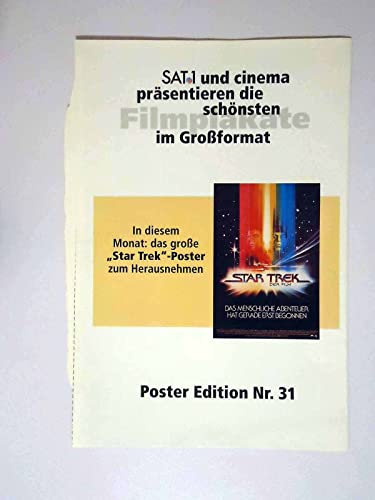 SAT.1 und cinema
präsentieren die
schönsten
Filmplakate
im Großformat
In diesem
Monat: das große
„Star Trek"-Poster
zum Herausnehmen
STAR TREK
DER FILM
DAS MENSCHLICHE ABENTEUER
HAT GERADE ERST BEGONNEN
Poster Edition Nr. 31